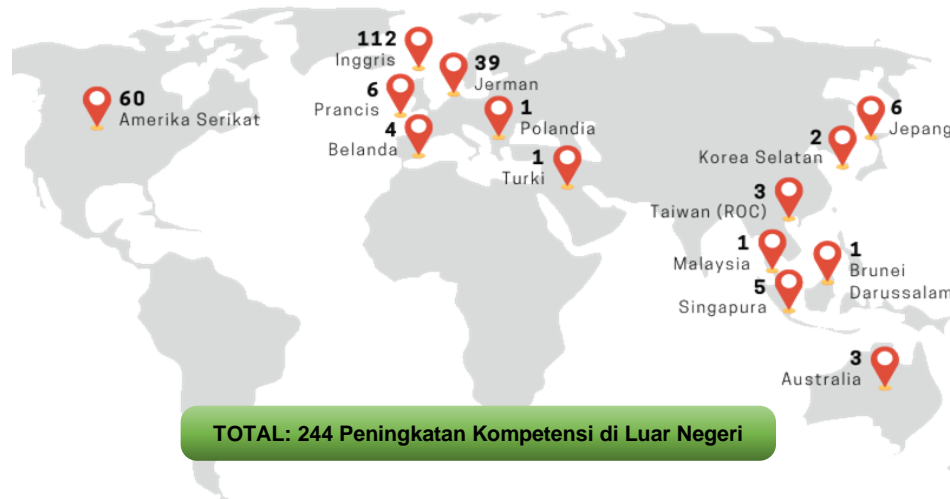 112
Inggris
39
Jerman
60
Amerika Serikat
6
Prancis
1
Polandia
4
Belanda
1
Turki
6
Jepang
2
Korea Selatan
3
Taiwan (ROC)
1
Malaysia
1
Brunei
Darussalam
5
Singapura
3
Australia
TOTAL: 244 Peningkatan Kompetensi di Luar Negeri